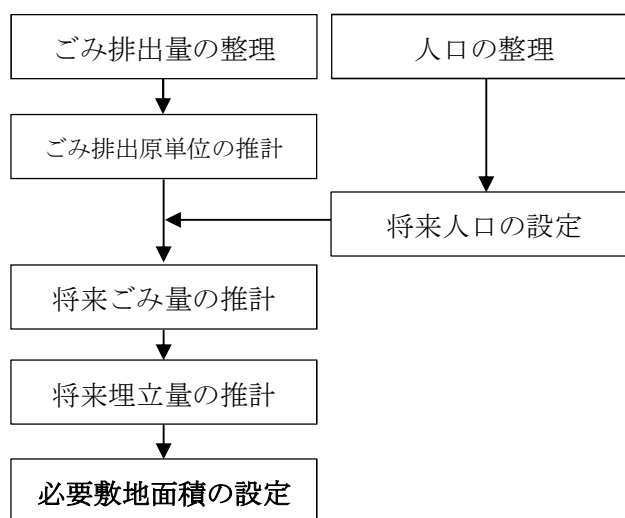 ごみ排出量の整理
人口の整理
ごみ排出原単位の推計
将来人口の設定
将来ごみ量の推計
将来埋立量の推計
必要敷地面積の設定